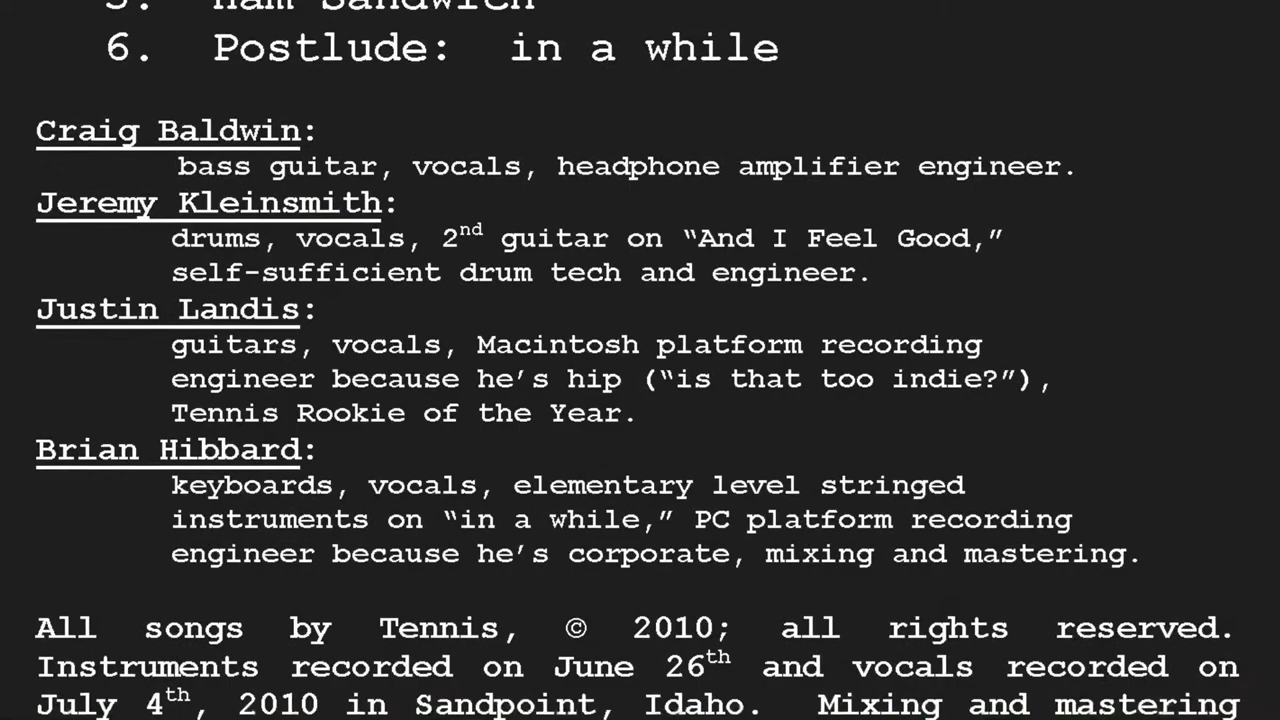 5. Ham Sandwich
6. Postlude: in a while
Craig Baldwin:
bass guitar, vocals, headphone amplifier engineer.
Jeremy Kleinsmith:
drums, vocals, 2nd guitar on “And I Feel Good,”
self-sufficient drum tech and engineer.
Justin Landis:
guitars, vocals, Macintosh platform recording
engineer because he’s hip (“is that too indie?”),
Tennis Rookie of the Year.
Brian Hibbard:
keyboards, vocals, elementary level stringed
instruments on “in a while,” PC platform recording
engineer because he’s corporate, mixing and mastering.
All songs by Tennis, © 2010; all rights reserved.
Instruments recorded on June 26th and vocals recorded on
July 4th, 2010 in Sandpoint, Idaho. Mixing and mastering